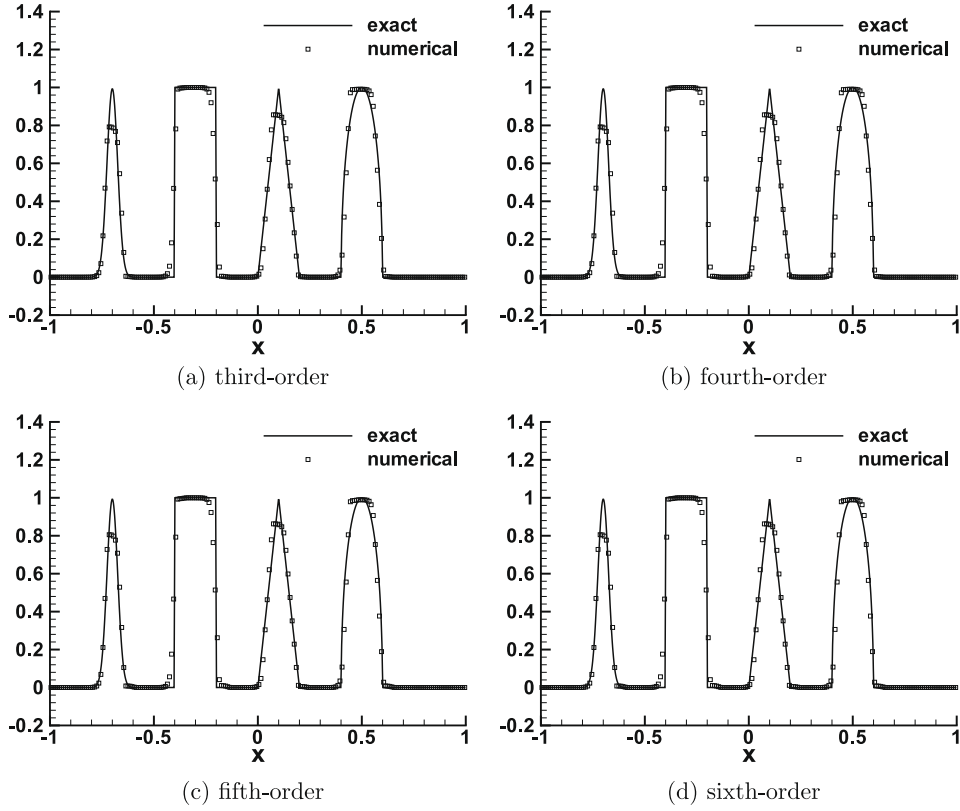 1.4
1.2
1
0.8
0.6
0.4
0.2
0
-0.2
exact
numerical
-1 -0.5 0 0.5 1
x
(a) third-order
1.4
1.2
1
0.8
0.6
0.4
0.2
0
-0.2
exact
numerical
-1 -0.5 0 0.5 1
x
(b) fourth-order
1.4
1.2
1
0.8
0.6
0.4
0.2
0
-0.2
exact
numerical
-1 -0.5 0 0.5 1
x
(c) fifth-order
1.4
1.2
1
0.8
0.6
0.4
0.2
0
-0.2
exact
numerical
-1 -0.5 0 0.5 1
x
(d) sixth-order